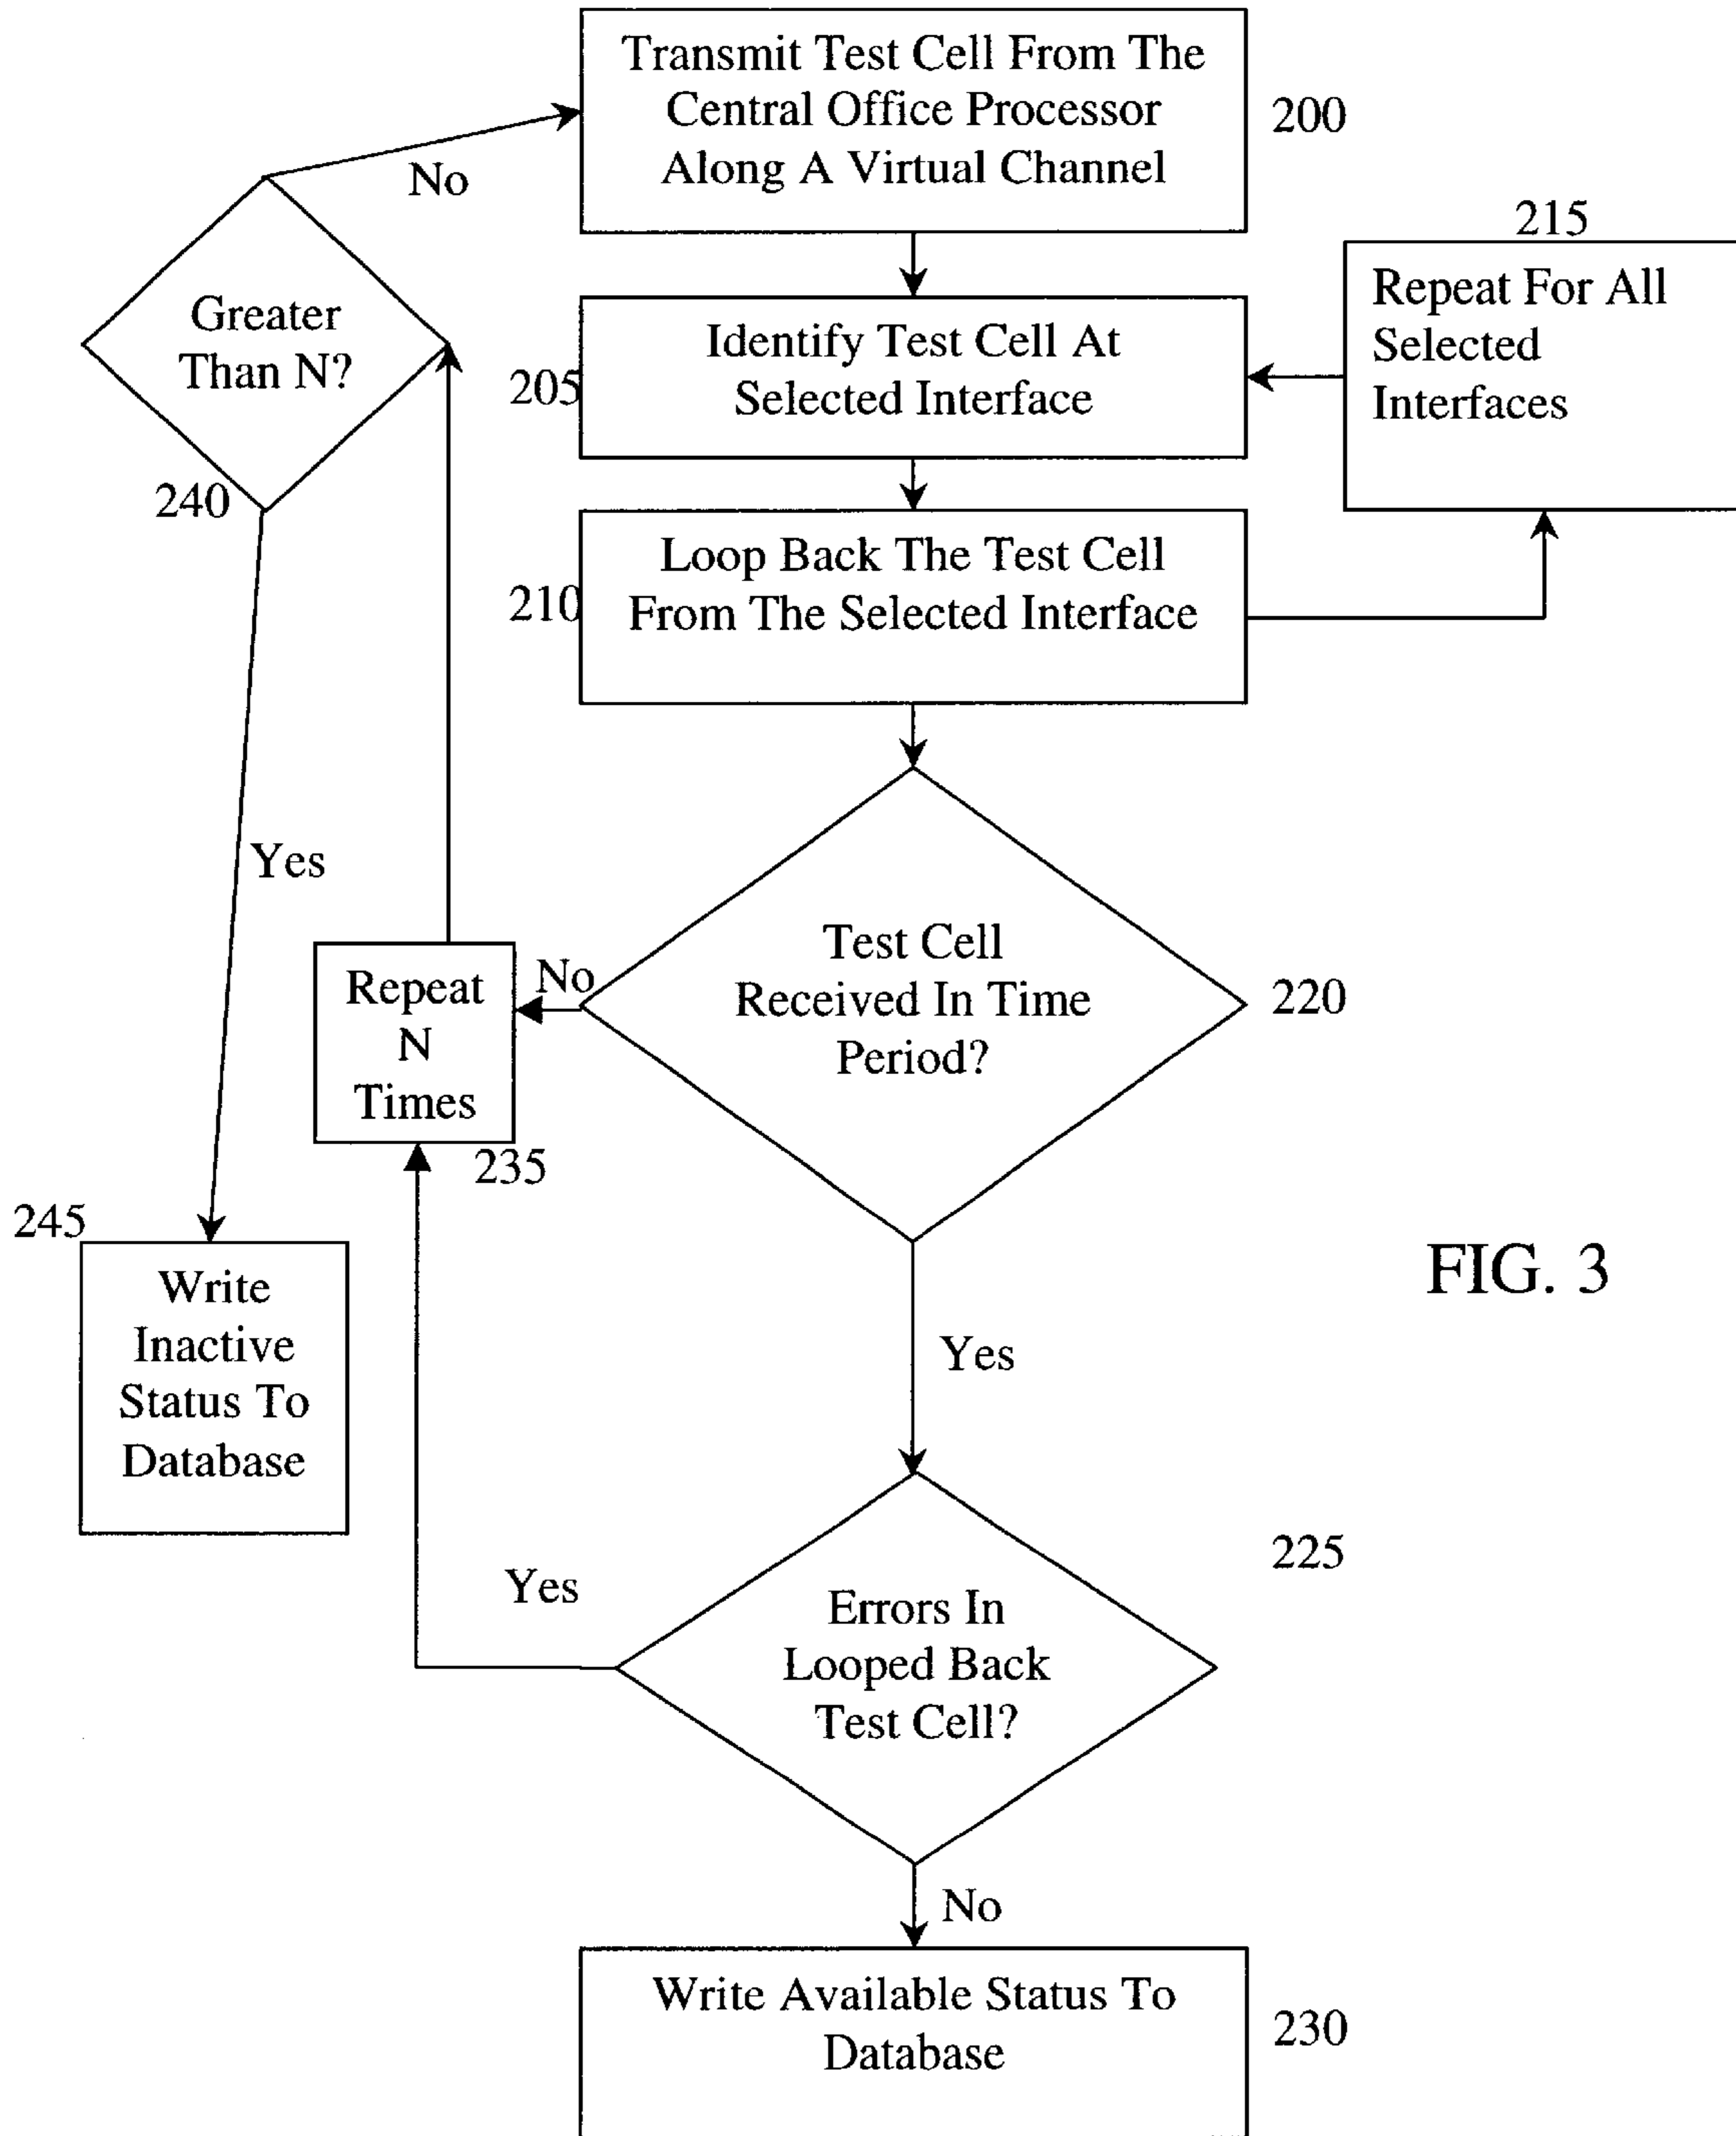 Transmit Test Cell From The
Central Office Processor
Along A Virtual Channel
200
No
215
Repeat For All
Selected
Interfaces
Greater
Than N?
240
205
Identify Test Cell At
Selected Interface
210
Loop Back The Test Cell
From The Selected Interface
Yes
Test Cell
Received In Time
Period?
220
No
Repeat
N
Times
235
245
Write
Inactive
Status To
Database
FIG. 3
Yes
225
Yes
Errors In
Looped Back
Test Cell?
No
Write Available Status To
Database
230